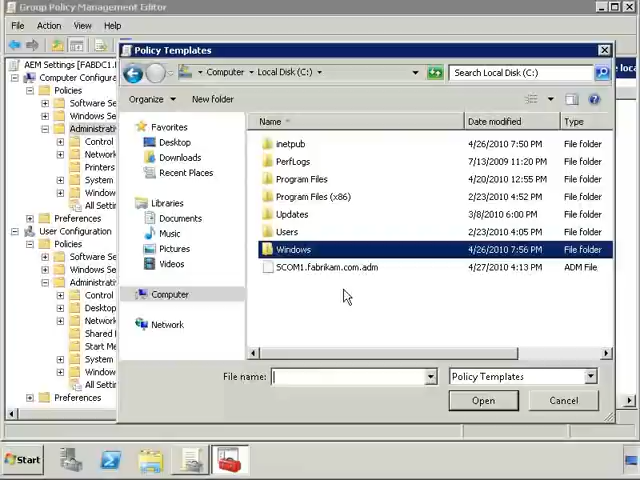 Group Policy Management Editor
File Action View Help
AEM Settings [FABDC1.
Computer Configura
Policies
Software Se
Windows Se
Administrati
Control
Network
Printers
System
Window
All Setti
Preferences
User Configuration
Policies
Software Se
Windows Se
Administrati
Control
Desktop
Network
Shared
Start Me
System
Window
All Setti
Preferences
e loca
Policy Templates
Computer Local Disk (C:)
Search Local Disk (C:)
Organize New folder
Favorites
Desktop
Downloads
Recent Places
Libraries
Documents
Music
Pictures
Videos
Computer
Network
Name Date modified Type
inetpub 4/26/2010 7:50 PM File folder
PerfLogs 7/13/2009 11:20 PM File folder
Program Files 4/20/2010 12:55 PM File folder
Program Files (x86) 2/23/2010 4:52 PM File folder
Updates 3/8/2010 6:00 PM File folder
Users 2/23/2010 4:05 PM File folder
Windows 4/26/2010 7:56 PM File folder
SCOM1.fabrikam.com.adm 4/27/2010 4:13 PM ADM File
File name: Policy Templates
Open Cancel
Start